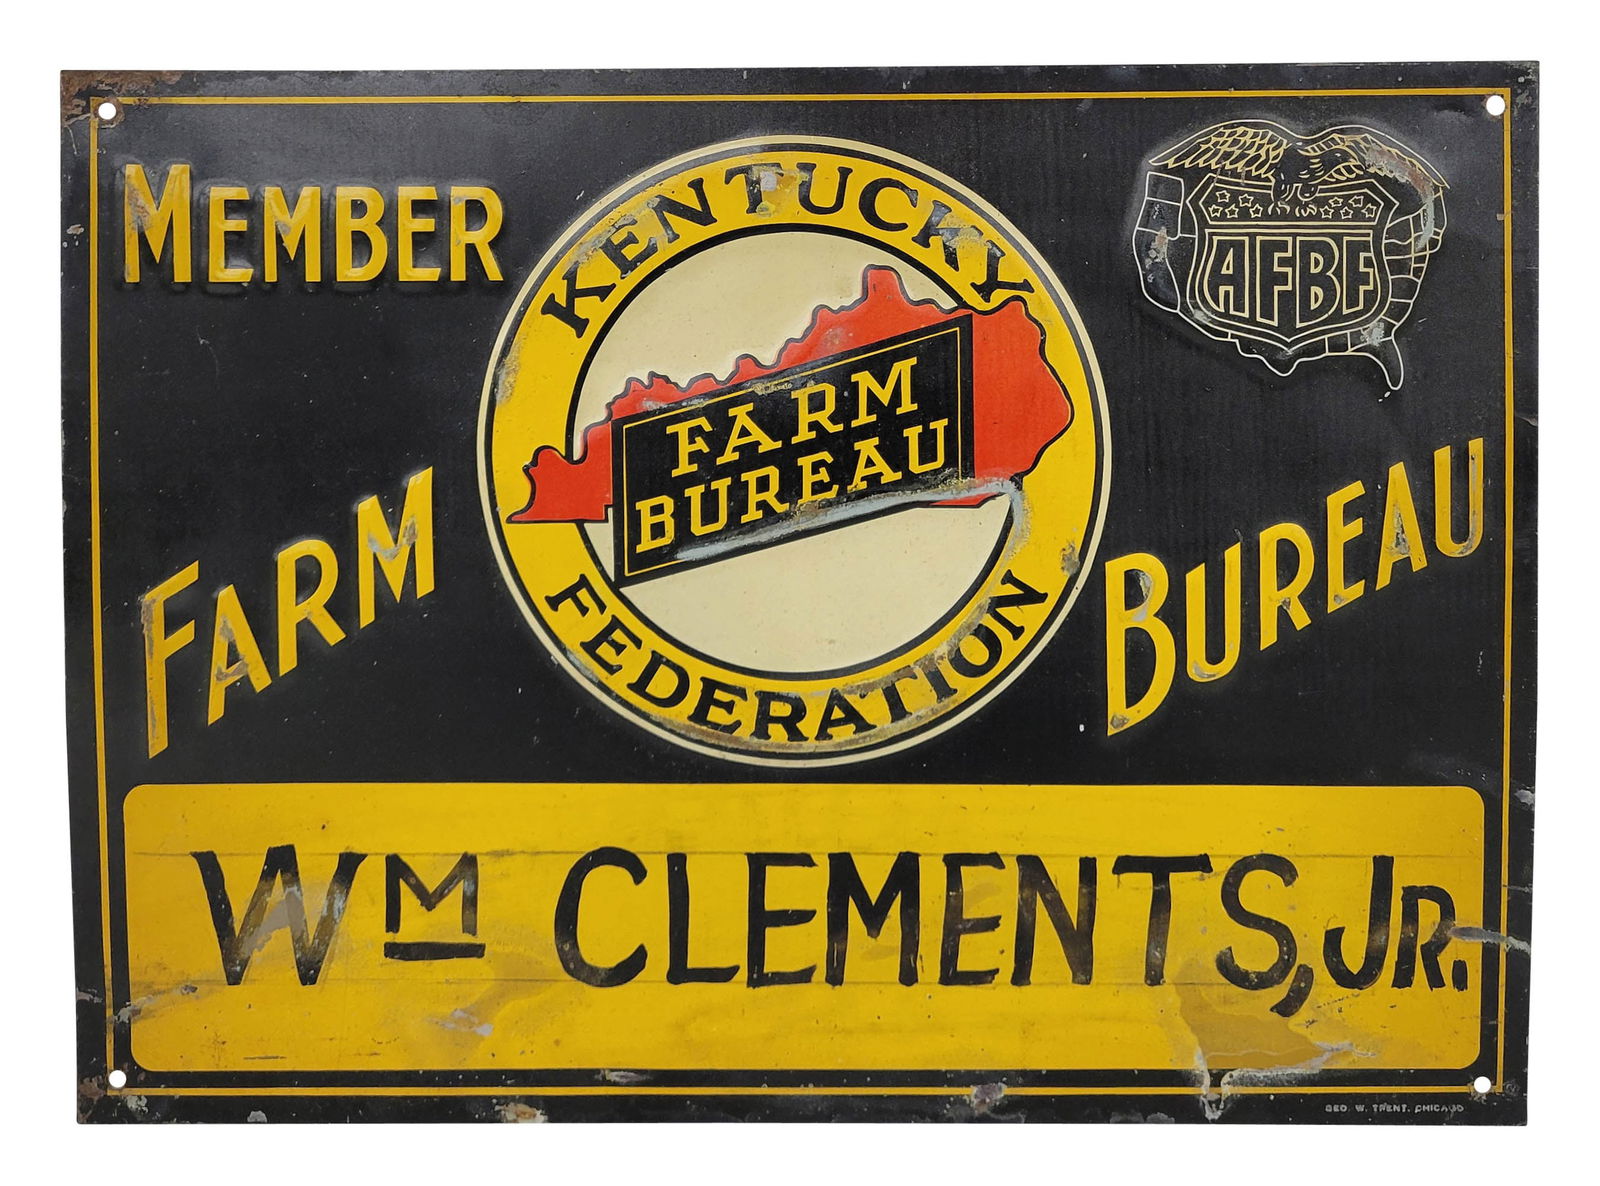 MEMBER
KENTUCKY
AFBF
FARM
BUREAU
FARM
BUREAU
FEDERATION
WM CLEMENTS, JR.
GEO. W. TRENT. CHICAGO